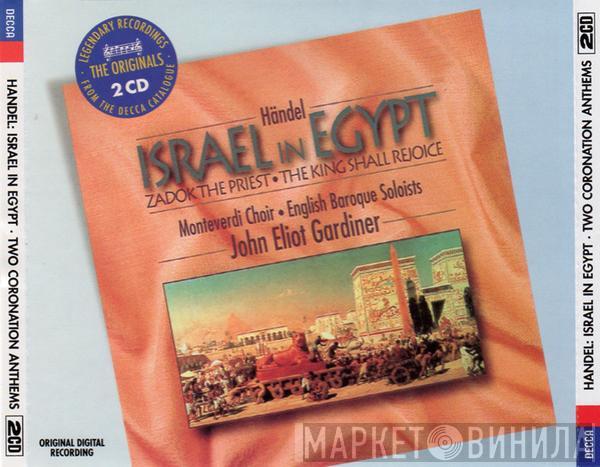 DECCA
HANDEL: ISRAEL IN EGYPT · TWO CORONATION ANTHEMS
2CD
LEGENDARY RECORDINGS
THE ORIGINALS
2 CD
FROM THE DECCA CATALOGUE
Händel
ISRAEL IN EGYPT
ZADOK THE PRIEST • THE KING SHALL REJOICE
Monteverdi Choir • English Baroque Soloists
John Eliot Gardiner
ORIGINAL DIGITAL
RECORDING
2CD
HANDEL: ISRAEL IN EGYPT · TWO CORONATION ANTHEMS
DECCA
МАРКЕТ ВИНИЛА